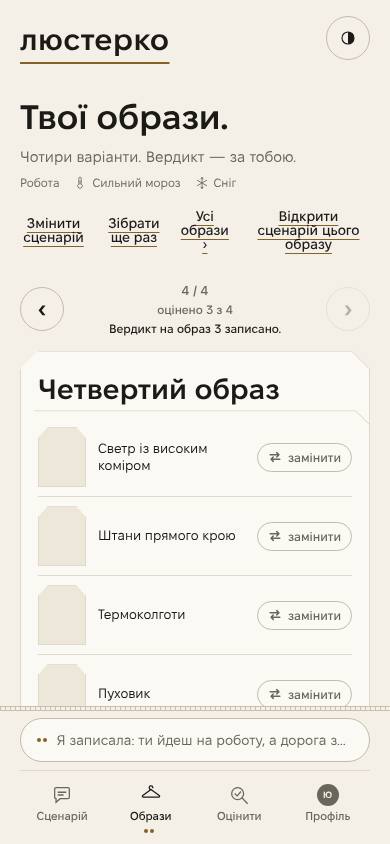 люстерко
Твої образи.
Чотири варіанти. Вердикт — за тобою.
Робота Сильний мороз Сніг
Змінити сценарій
Зібрати ще раз
Усі образи ›
Відкрити сценарій цього образу
‹
4 / 4
оцінено 3 з 4
Вердикт на образ 3 записано.
›
Четвертий образ
Светр із високим коміром
замінити
Штани прямого крою
замінити
Термоколготи
замінити
Пуховик
замінити
Я записала: ти йдеш на роботу, а дорога з…
Сценарій
Образи
Оцінити
Ю
Профіль